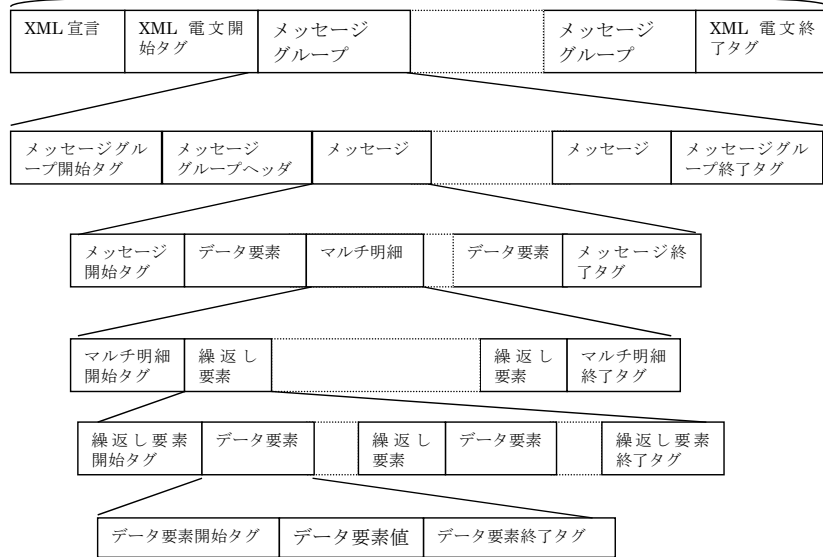 XML 宣言
XML 電文開
始タグ
メッセージ
グループ
メッセージ
グループ
XML 電文終
了タグ
メッセージグル
ープ開始タグ
メッセージ
グループヘッダ
メッセージ
メッセージ
メッセージグル
ープ終了タグ
メッセージ
開始タグ
データ要素
マルチ明細
データ要素
メッセージ終
了タグ
マルチ明細
開始タグ
繰返し
要素
繰返し
要素
マルチ明細
終了タグ
繰返し要素
開始タグ
データ要素
繰返し
要素
データ要素
繰返し要素
終了タグ
データ要素開始タグ
データ要素値
データ要素終了タグ